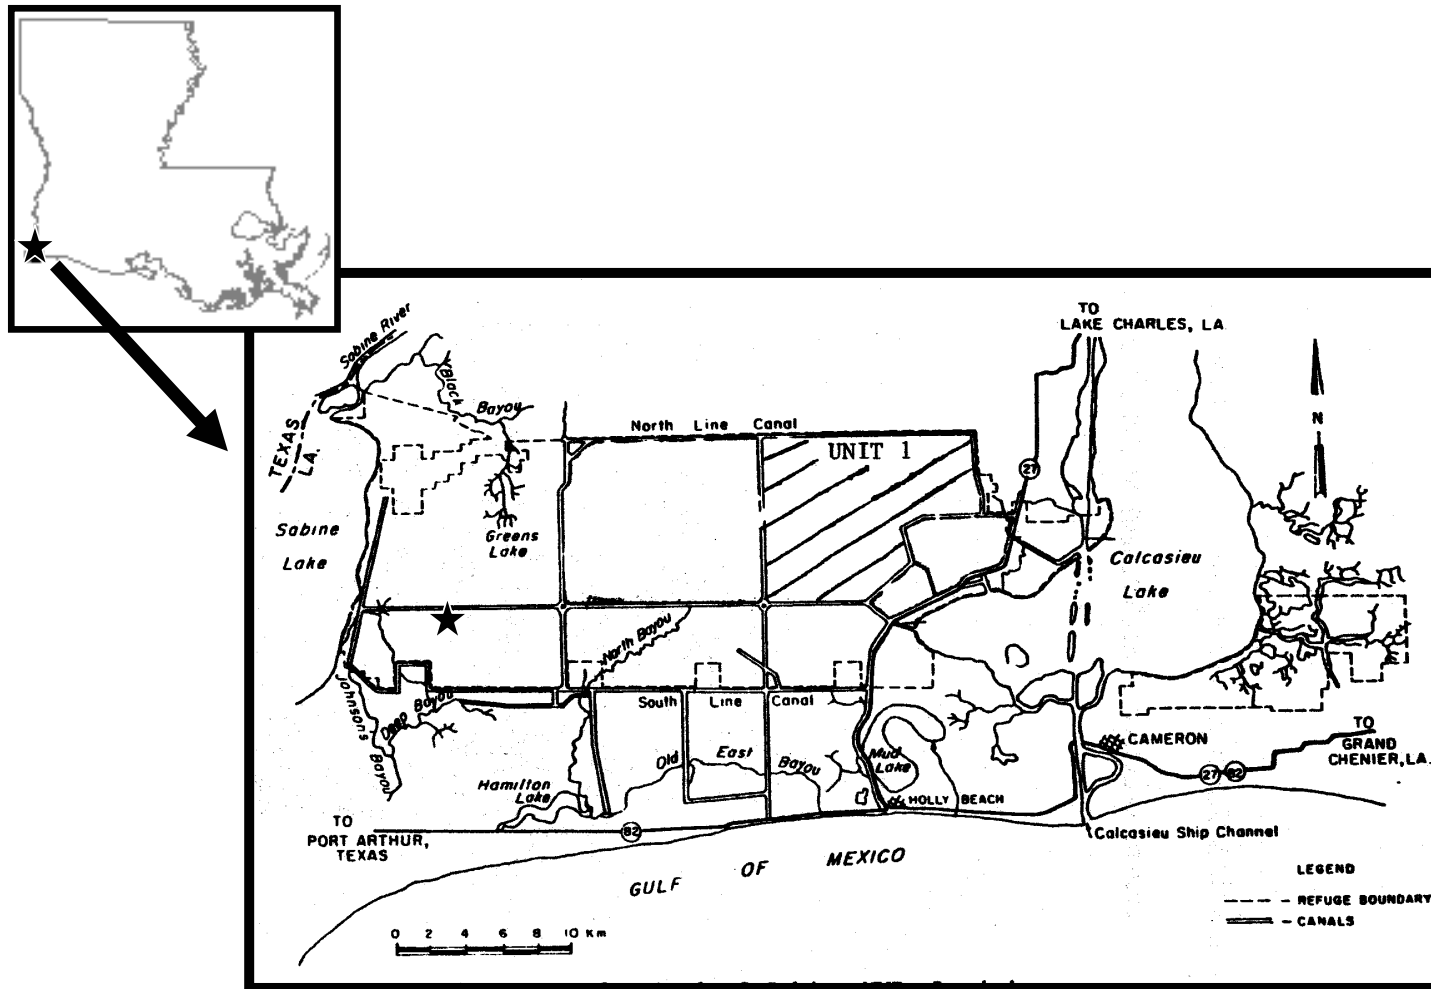 TO
LAKE CHARLES, LA
Sabine River
Black
Bayou
North Line Canal
UNIT 1
N
27
TEXAS
LA.
Sabine
Lake
Greens
Lake
Calcasieu
Lake
North Bayou
Johnson's
Bayou
Deep Bayou
South Line Canal
Old East Bayou
Mud
Lake
Hamilton
Lake
HOLLY BEACH
CAMERON
TO
GRAND
CHENIER, LA.
27 82
TO
PORT ARTHUR,
TEXAS
82
Calcasieu Ship Channel
GULF OF MEXICO
LEGEND
REFUGE BOUNDARY
CANALS
0 2 4 6 8 10 Km